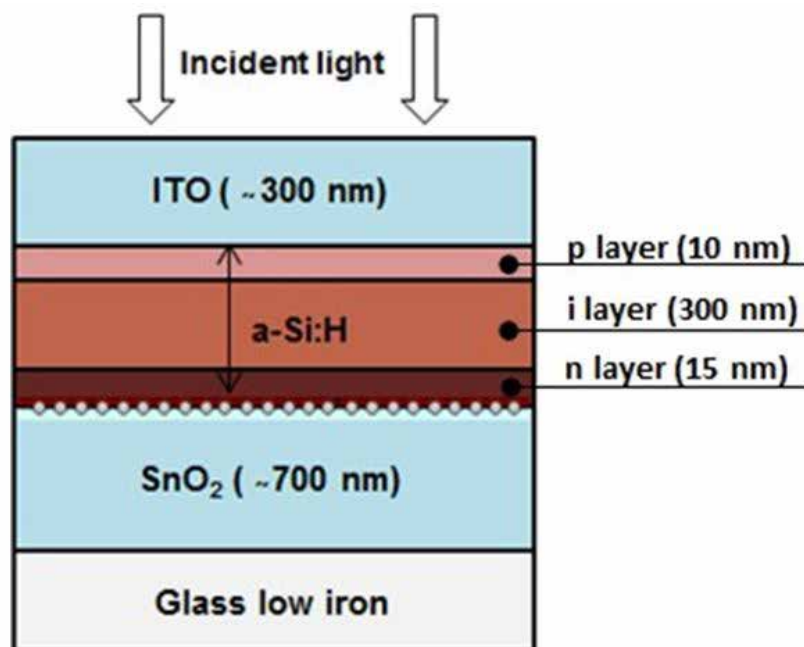 Incident light
ITO ( ~300 nm)
p layer (10 nm)
i layer (300 nm)
a-Si:H
n layer (15 nm)
SnO₂ ( ~700 nm)
Glass low iron